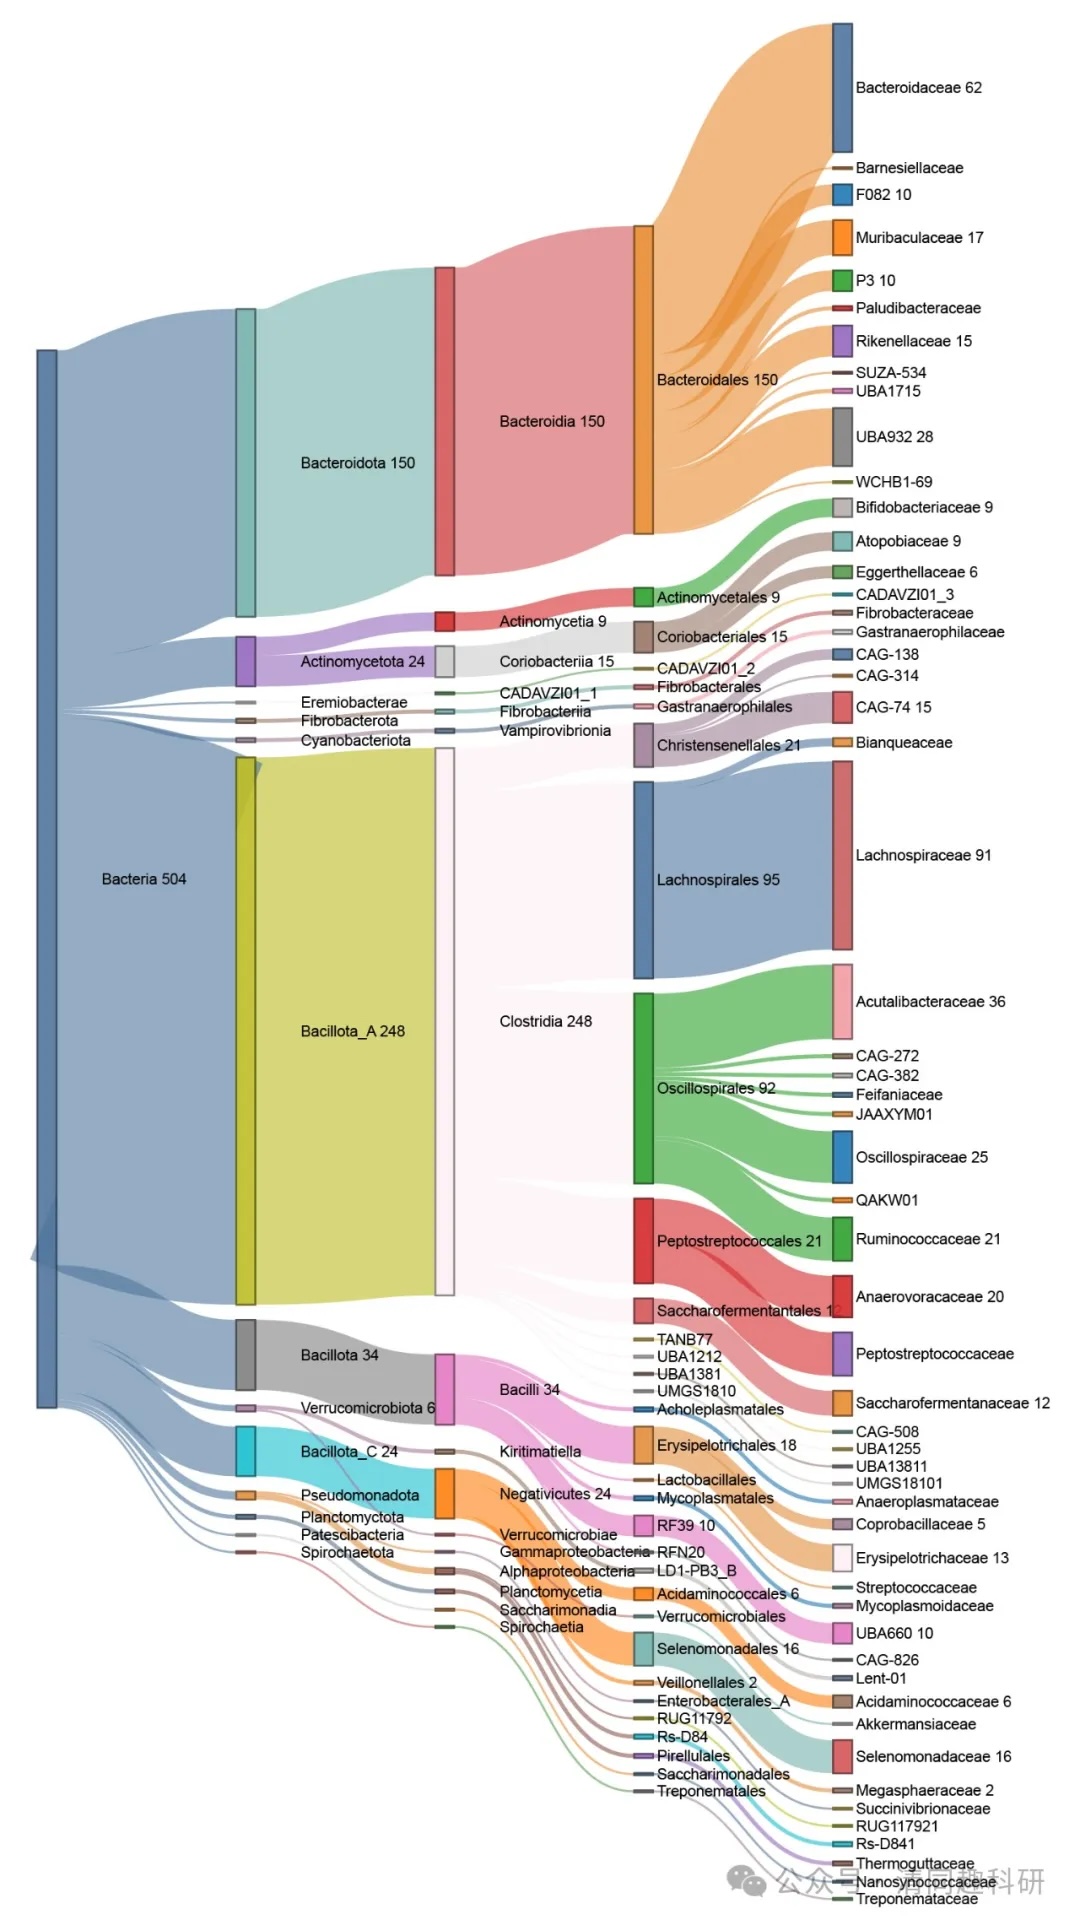 Bacteria 504
Bacteroidota 150
Actinomycetota 24
Eremiobacterae
Fibrobacterota
Cyanobacteriota
Bacillota_A 248
Bacillota 34
Verrucomicrobiota 6
Bacillota_C 24
Pseudomonadota
Planctomyctota
Patescibacteria
Spirochaetota
Bacteroidia 150
Actinomycetia 9
Coriobacteriia 15
CADAVZI01_1
Fibrobacteriia
Vampirovibrionia
Clostridia 248
Bacilli 34
Kiritimatiella
Negativicutes 24
Verrucomicrobiae
Gammaproteobacteria
Alphaproteobacteria
Planctomycetia
Saccharimonadia
Spirochaetia
Bacteroidales 150
Actinomycetales 9
Coriobacteriales 15
CADAVZI01_2
Fibrobacterales
Gastranaerophilales
Christensenellales 21
Lachnospirales 95
Oscillospirales 92
Peptostreptococcales 21
Saccharofermentantales 12
TANB77
UBA1212
UBA1381
UMGS1810
Acholeplasmatales
Erysipelotrichales 18
Lactobacillales
Mycoplasmatales
RF39 10
RFN20
LD1-PB3_B
Acidaminococcales 6
Verrucomicrobiales
Selenomonadales 16
Veillonellales 2
Enterobacterales_A
RUG11792
Rs-D84
Pirellulales
Saccharimonadales
Treponematales
Bacteroidaceae 62
Barnesiellaceae
F082 10
Muribaculaceae 17
P3 10
Paludibacteraceae
Rikenellaceae 15
SUZA-534
UBA1715
UBA932 28
WCHB1-69
Bifidobacteriaceae 9
Atopobiaceae 9
Eggerthellaceae 6
CADAVZI01_3
Fibrobacteraceae
Gastranaerophilaceae
CAG-138
CAG-314
CAG-74 15
Bianqueaceae
Lachnospiraceae 91
Acutalibacteraceae 36
CAG-272
CAG-382
Feifaniaceae
JAAXYM01
Oscillospiraceae 25
QAKW01
Ruminococcaceae 21
Anaerovoracaceae 20
Peptostreptococcaceae
Saccharofermentanaceae 12
CAG-508
UBA1255
UBA13811
UMGS18101
Anaeroplasmataceae
Coprobacillaceae 5
Erysipelotrichaceae 13
Streptococcaceae
Mycoplasmoidaceae
UBA660 10
CAG-826
Lent-01
Acidaminococcaceae 6
Akkermansiaceae
Selenomonadaceae 16
Megasphaeraceae 2
Succinivibrionaceae
RUG117921
Rs-D841
Thermoguttaceae
Nanosynococcaceae
Treponemataceae
公众号 · 清同趣科研